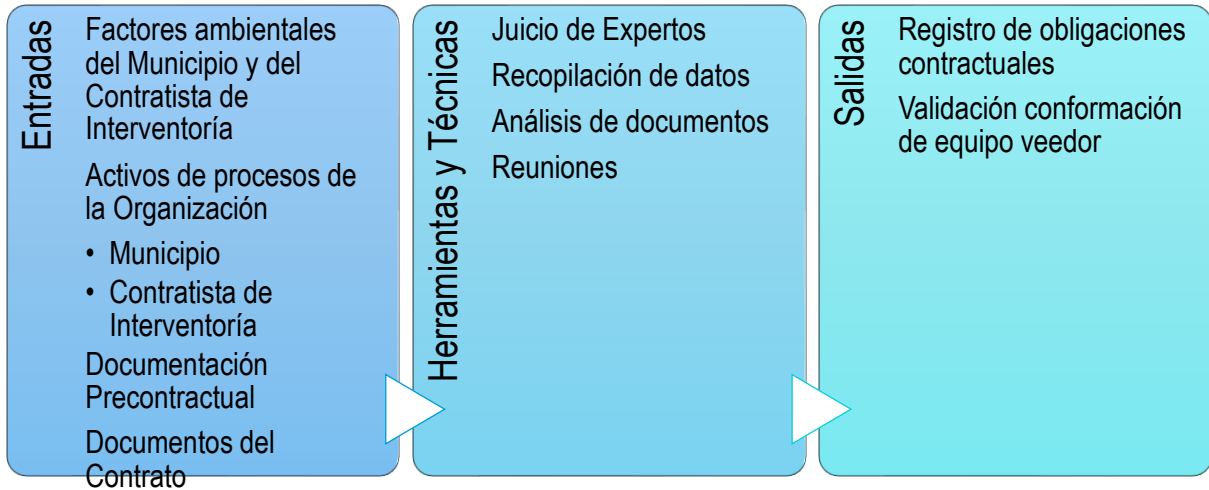 Entradas
Factores ambientales
del Municipio y del
Contratista de
Interventoría
Activos de procesos de
la Organización
• Municipio
• Contratista de
Interventoría
Documentación
Precontractual
Documentos del
Contrato
Herramientas y Técnicas
Juicio de Expertos
Recopilación de datos
Análisis de documentos
Reuniones
Salidas
Registro de obligaciones
contractuales
Validación conformación
de equipo veedor